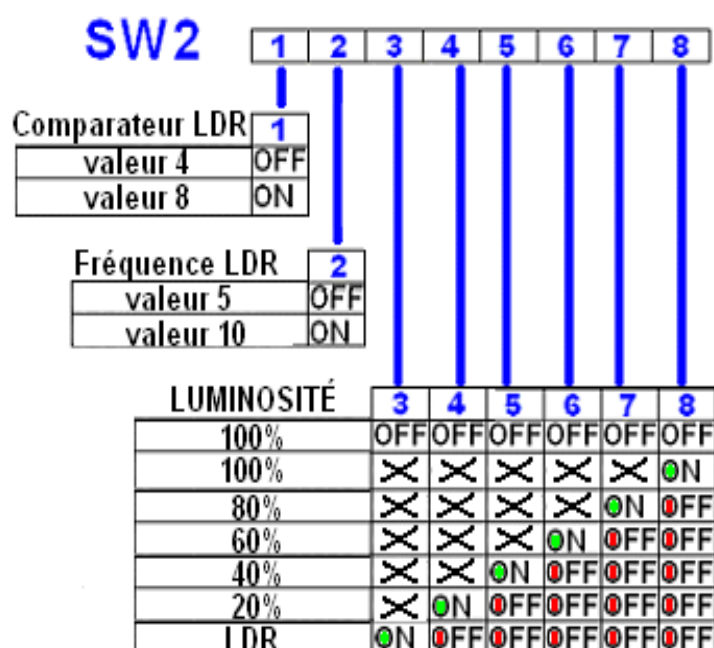 SW2 1 2 3 4 5 6 7 8
Comparateur LDR 1
valeur 4 OFF
valeur 8 ON
Fréquence LDR 2
valeur 5 OFF
valeur 10 ON
LUMINOSITÉ 3 4 5 6 7 8
100% OFF OFF OFF OFF OFF OFF
100% X X X X X ON
80% X X X X ON OFF
60% X X X ON OFF OFF
40% X X ON OFF OFF OFF
20% X ON OFF OFF OFF OFF
LDR ON OFF OFF OFF OFF OFF